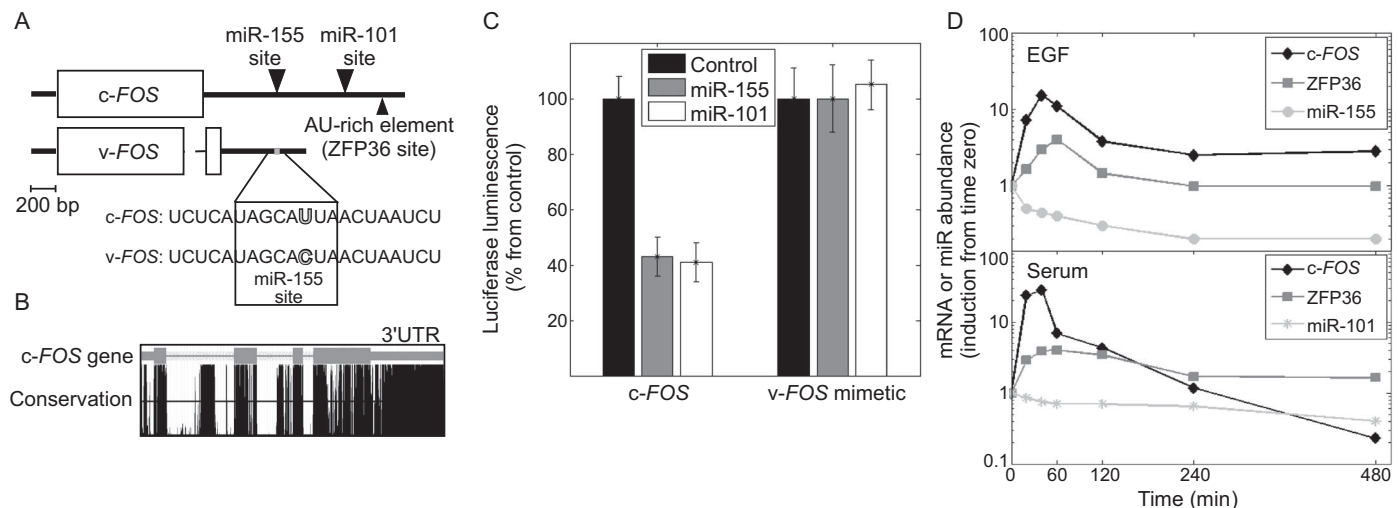 A
miR-155
site
miR-101
site
c-FOS
AU-rich element
(ZFP36 site)
v-FOS
200 bp
c-FOS: UCUCAUAGCAUUAACUAAUCU
v-FOS: UCUCAUAGCACUAACUAAUCU
miR-155
site
B
3'UTR
c-FOS gene
Conservation
C
Luciferase luminescence
(% from control)
100
80
60
40
20
Control
miR-155
miR-101
c-FOS
v-FOS mimetic
D
mRNA or miR abundance
(induction from time zero)
EGF
c-FOS
ZFP36
miR-155
100
10
1
Serum
c-FOS
ZFP36
miR-101
100
10
1
0.1
0
60
120
240
480
Time (min)